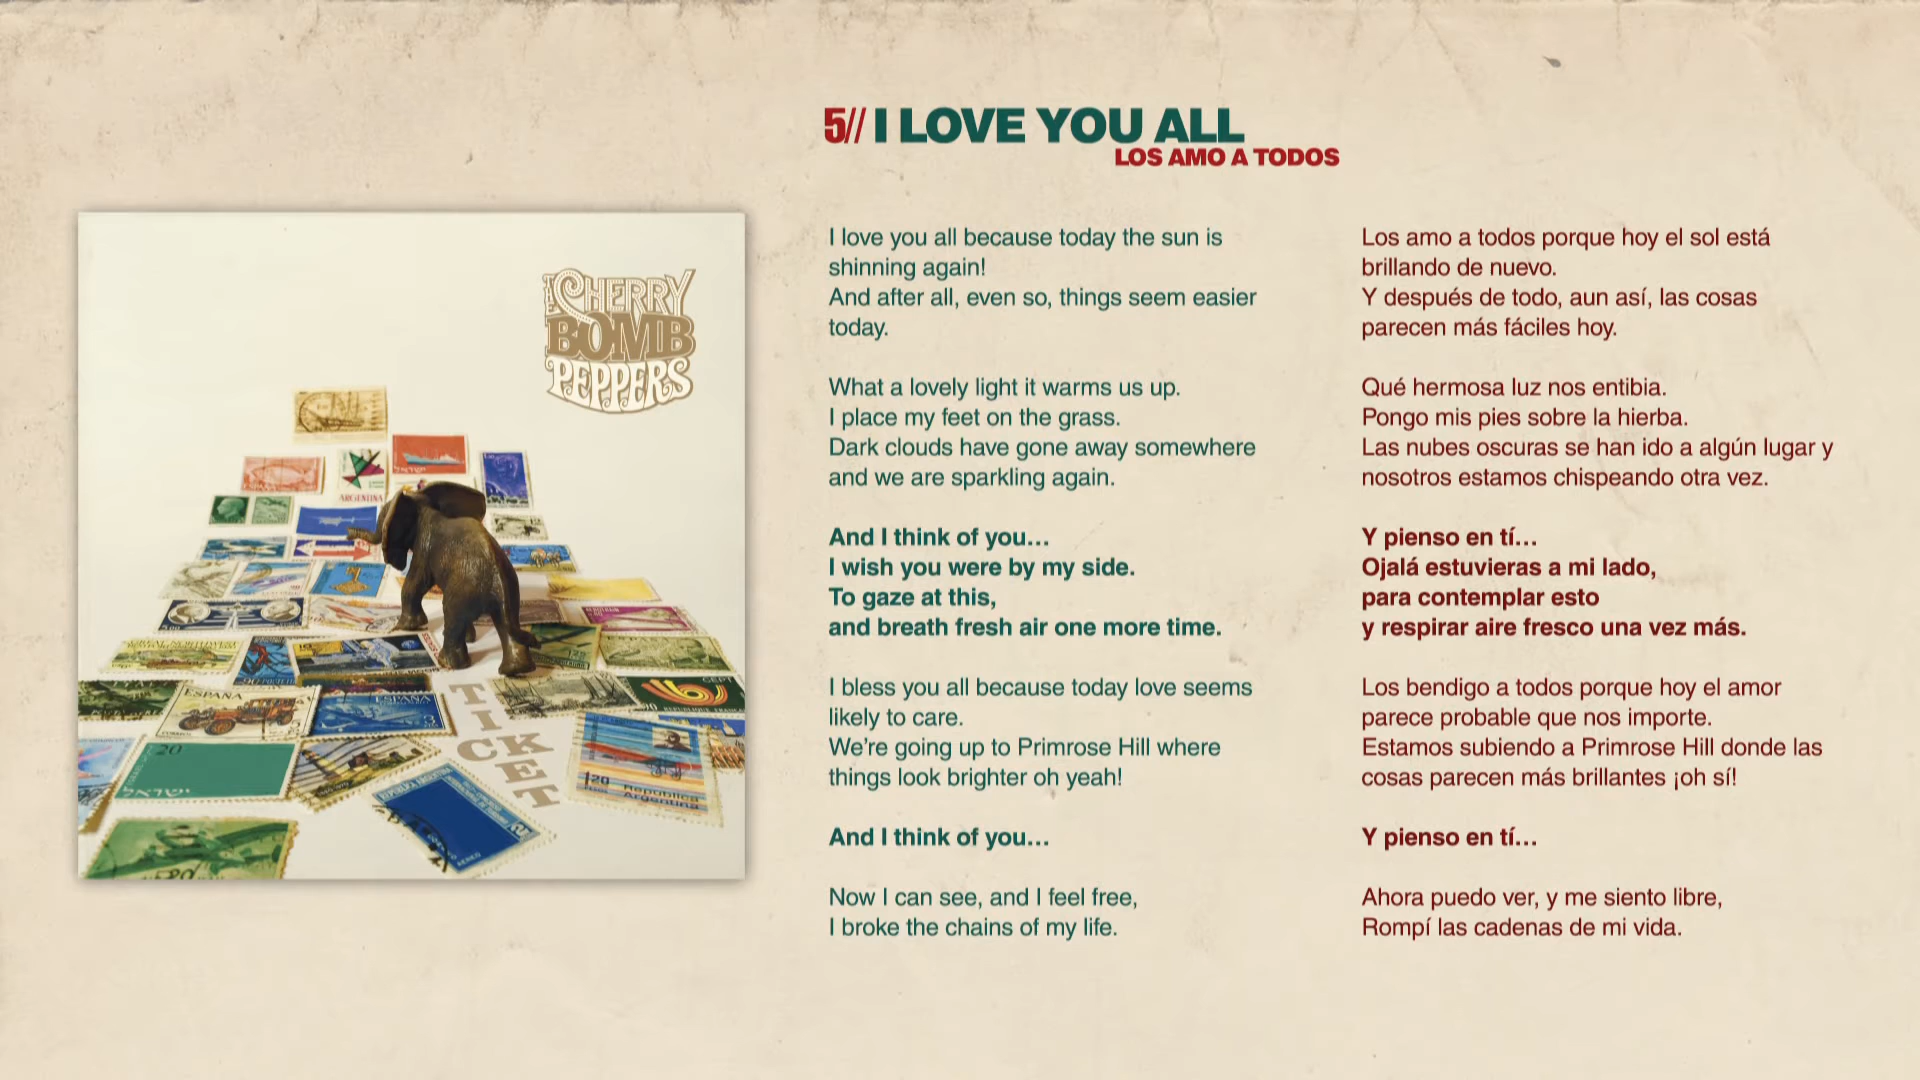 THE CHERRY
BOMB
PEPPERS
ARGENTINA
ESPAÑA
ESPAÑA
20
ישראל
TICKET
120
Republica
Argentina
5// I LOVE YOU ALL
LOS AMO A TODOS
I love you all because today the sun is
shinning again!
And after all, even so, things seem easier
today.
What a lovely light it warms us up.
I place my feet on the grass.
Dark clouds have gone away somewhere
and we are sparkling again.
And I think of you…
I wish you were by my side.
To gaze at this,
and breath fresh air one more time.
I bless you all because today love seems
likely to care.
We’re going up to Primrose Hill where
things look brighter oh yeah!
And I think of you…
Now I can see, and I feel free,
I broke the chains of my life.
Los amo a todos porque hoy el sol está
brillando de nuevo.
Y después de todo, aun así, las cosas
parecen más fáciles hoy.
Qué hermosa luz nos entibia.
Pongo mis pies sobre la hierba.
Las nubes oscuras se han ido a algún lugar y
nosotros estamos chispeando otra vez.
Y pienso en tí…
Ojalá estuvieras a mi lado,
para contemplar esto
y respirar aire fresco una vez más.
Los bendigo a todos porque hoy el amor
parece probable que nos importe.
Estamos subiendo a Primrose Hill donde las
cosas parecen más brillantes ¡oh sí!
Y pienso en tí…
Ahora puedo ver, y me siento libre,
Rompí las cadenas de mi vida.